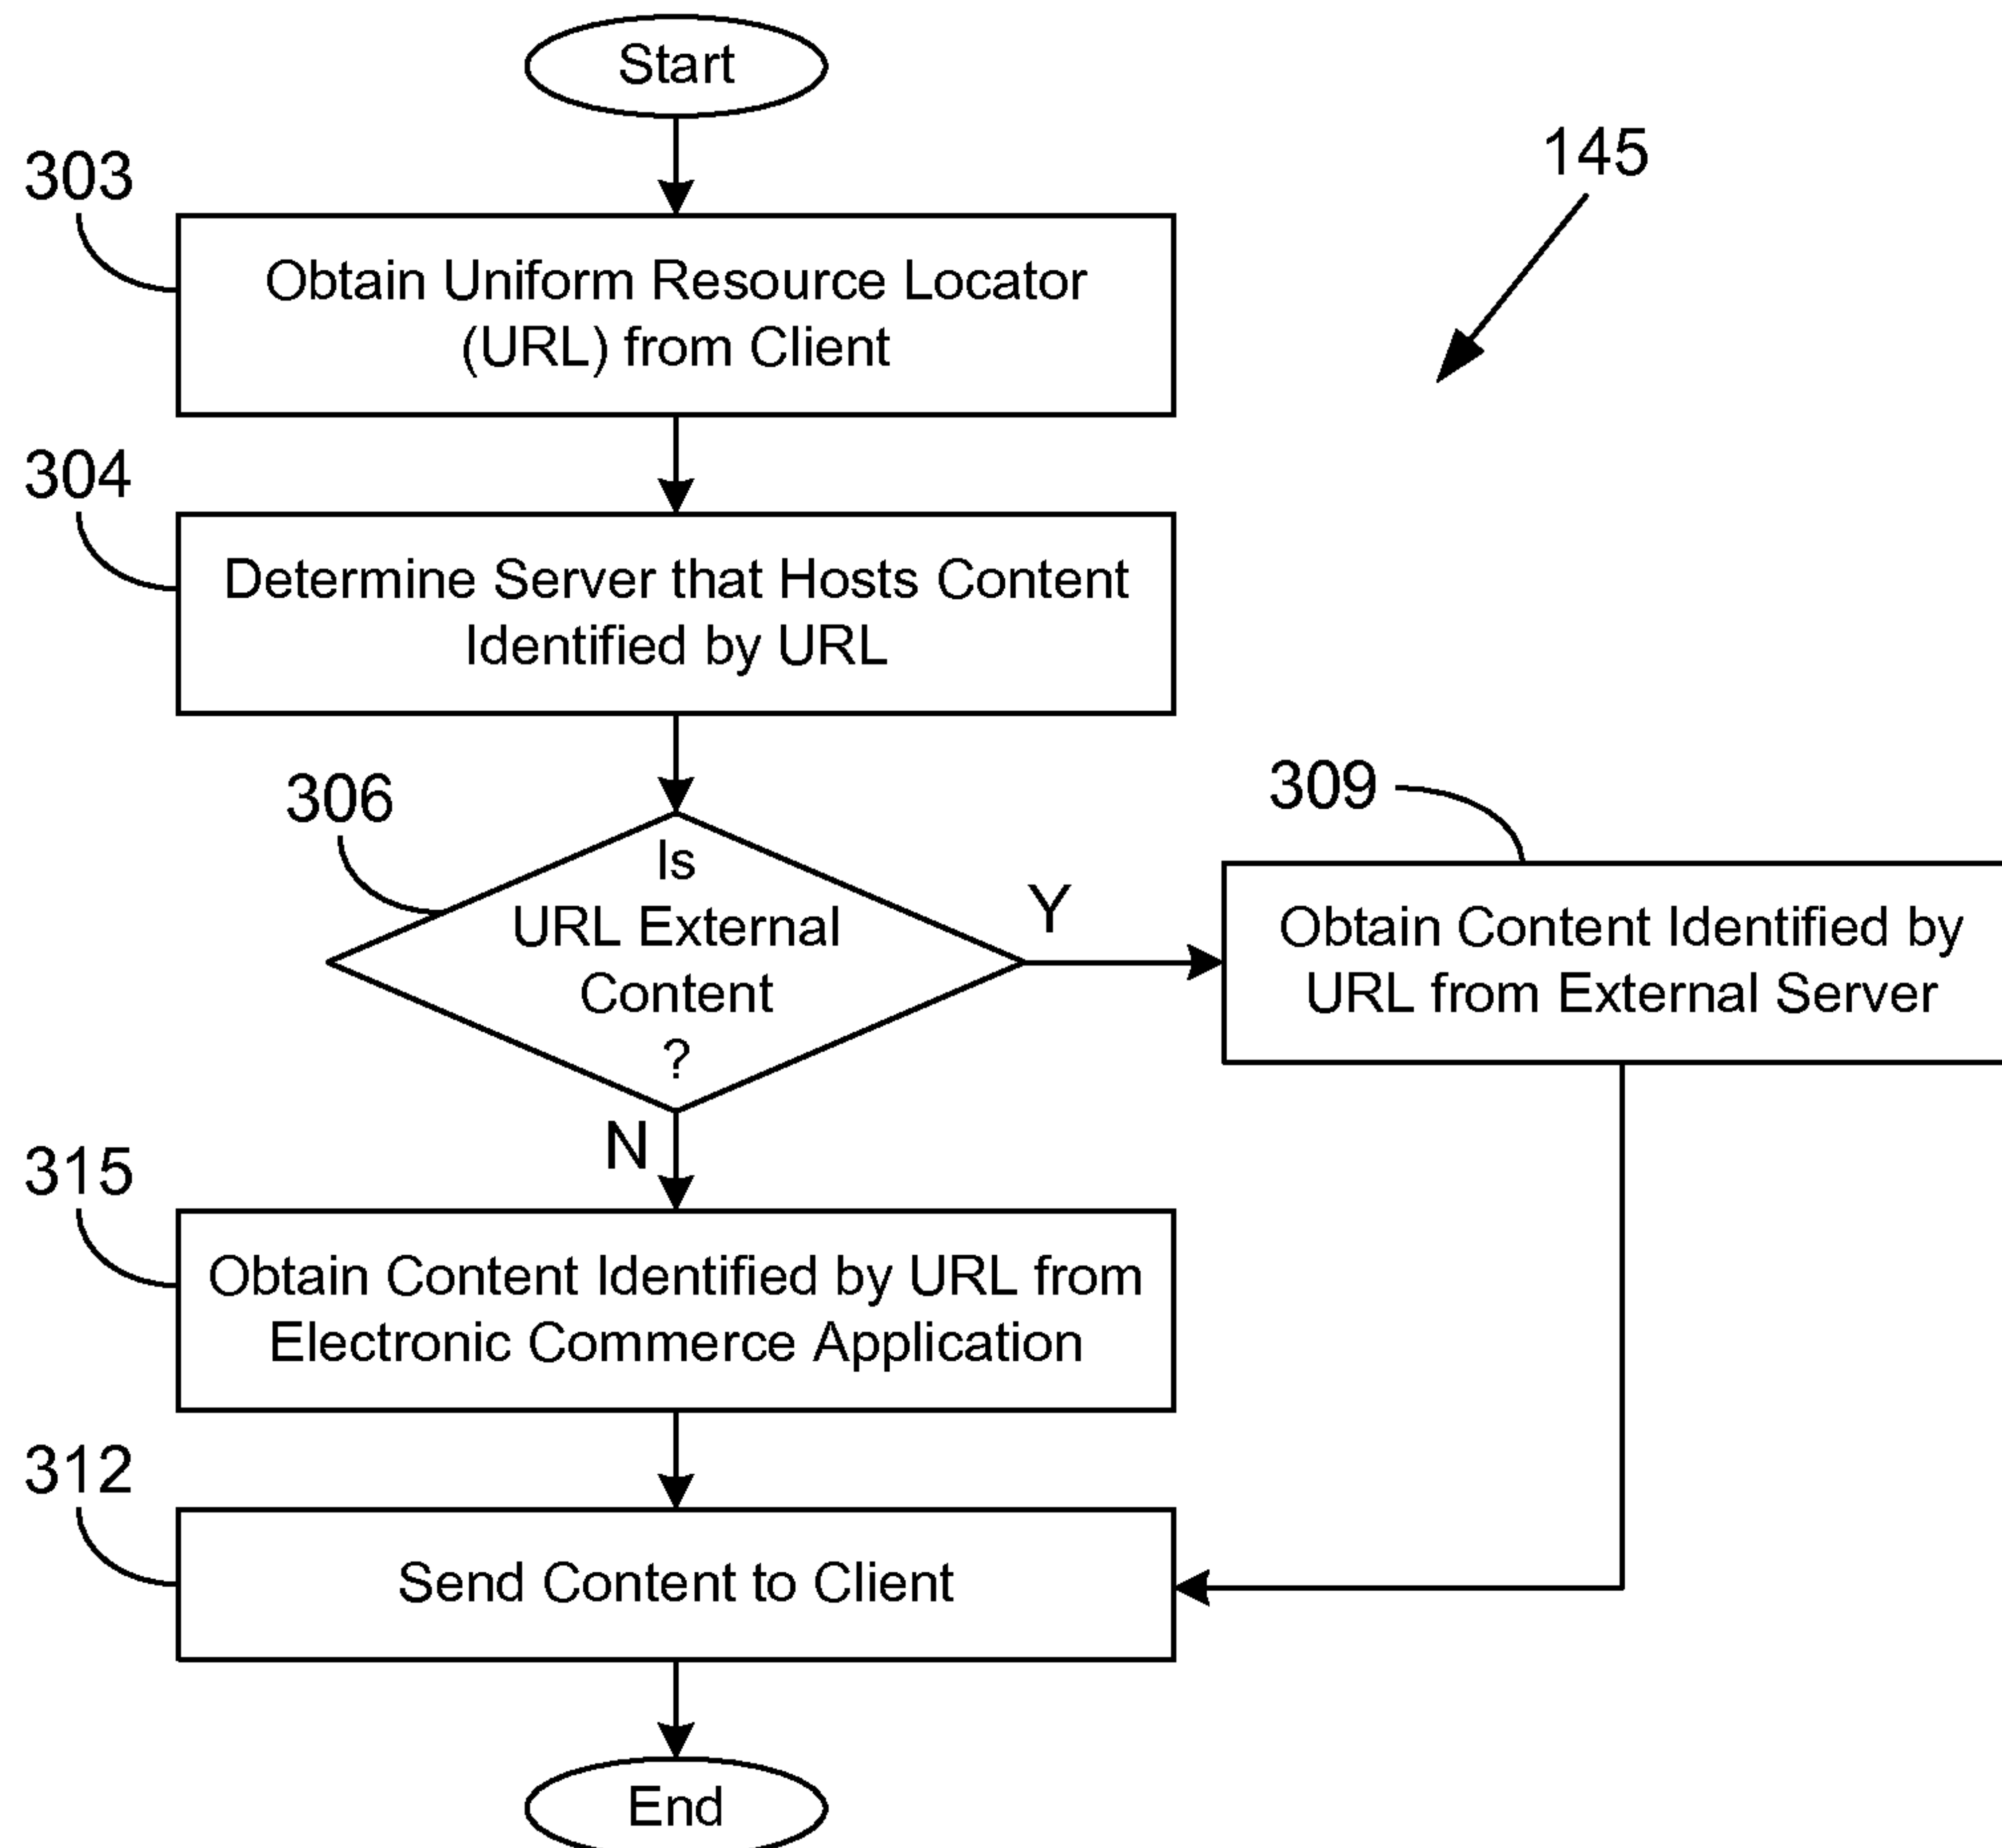 Start
145
303
Obtain Uniform Resource Locator
(URL) from Client
304
Determine Server that Hosts Content
Identified by URL
306
Is
URL External
Content
?
Y
309
Obtain Content Identified by
URL from External Server
N
315
Obtain Content Identified by URL from
Electronic Commerce Application
312
Send Content to Client
End